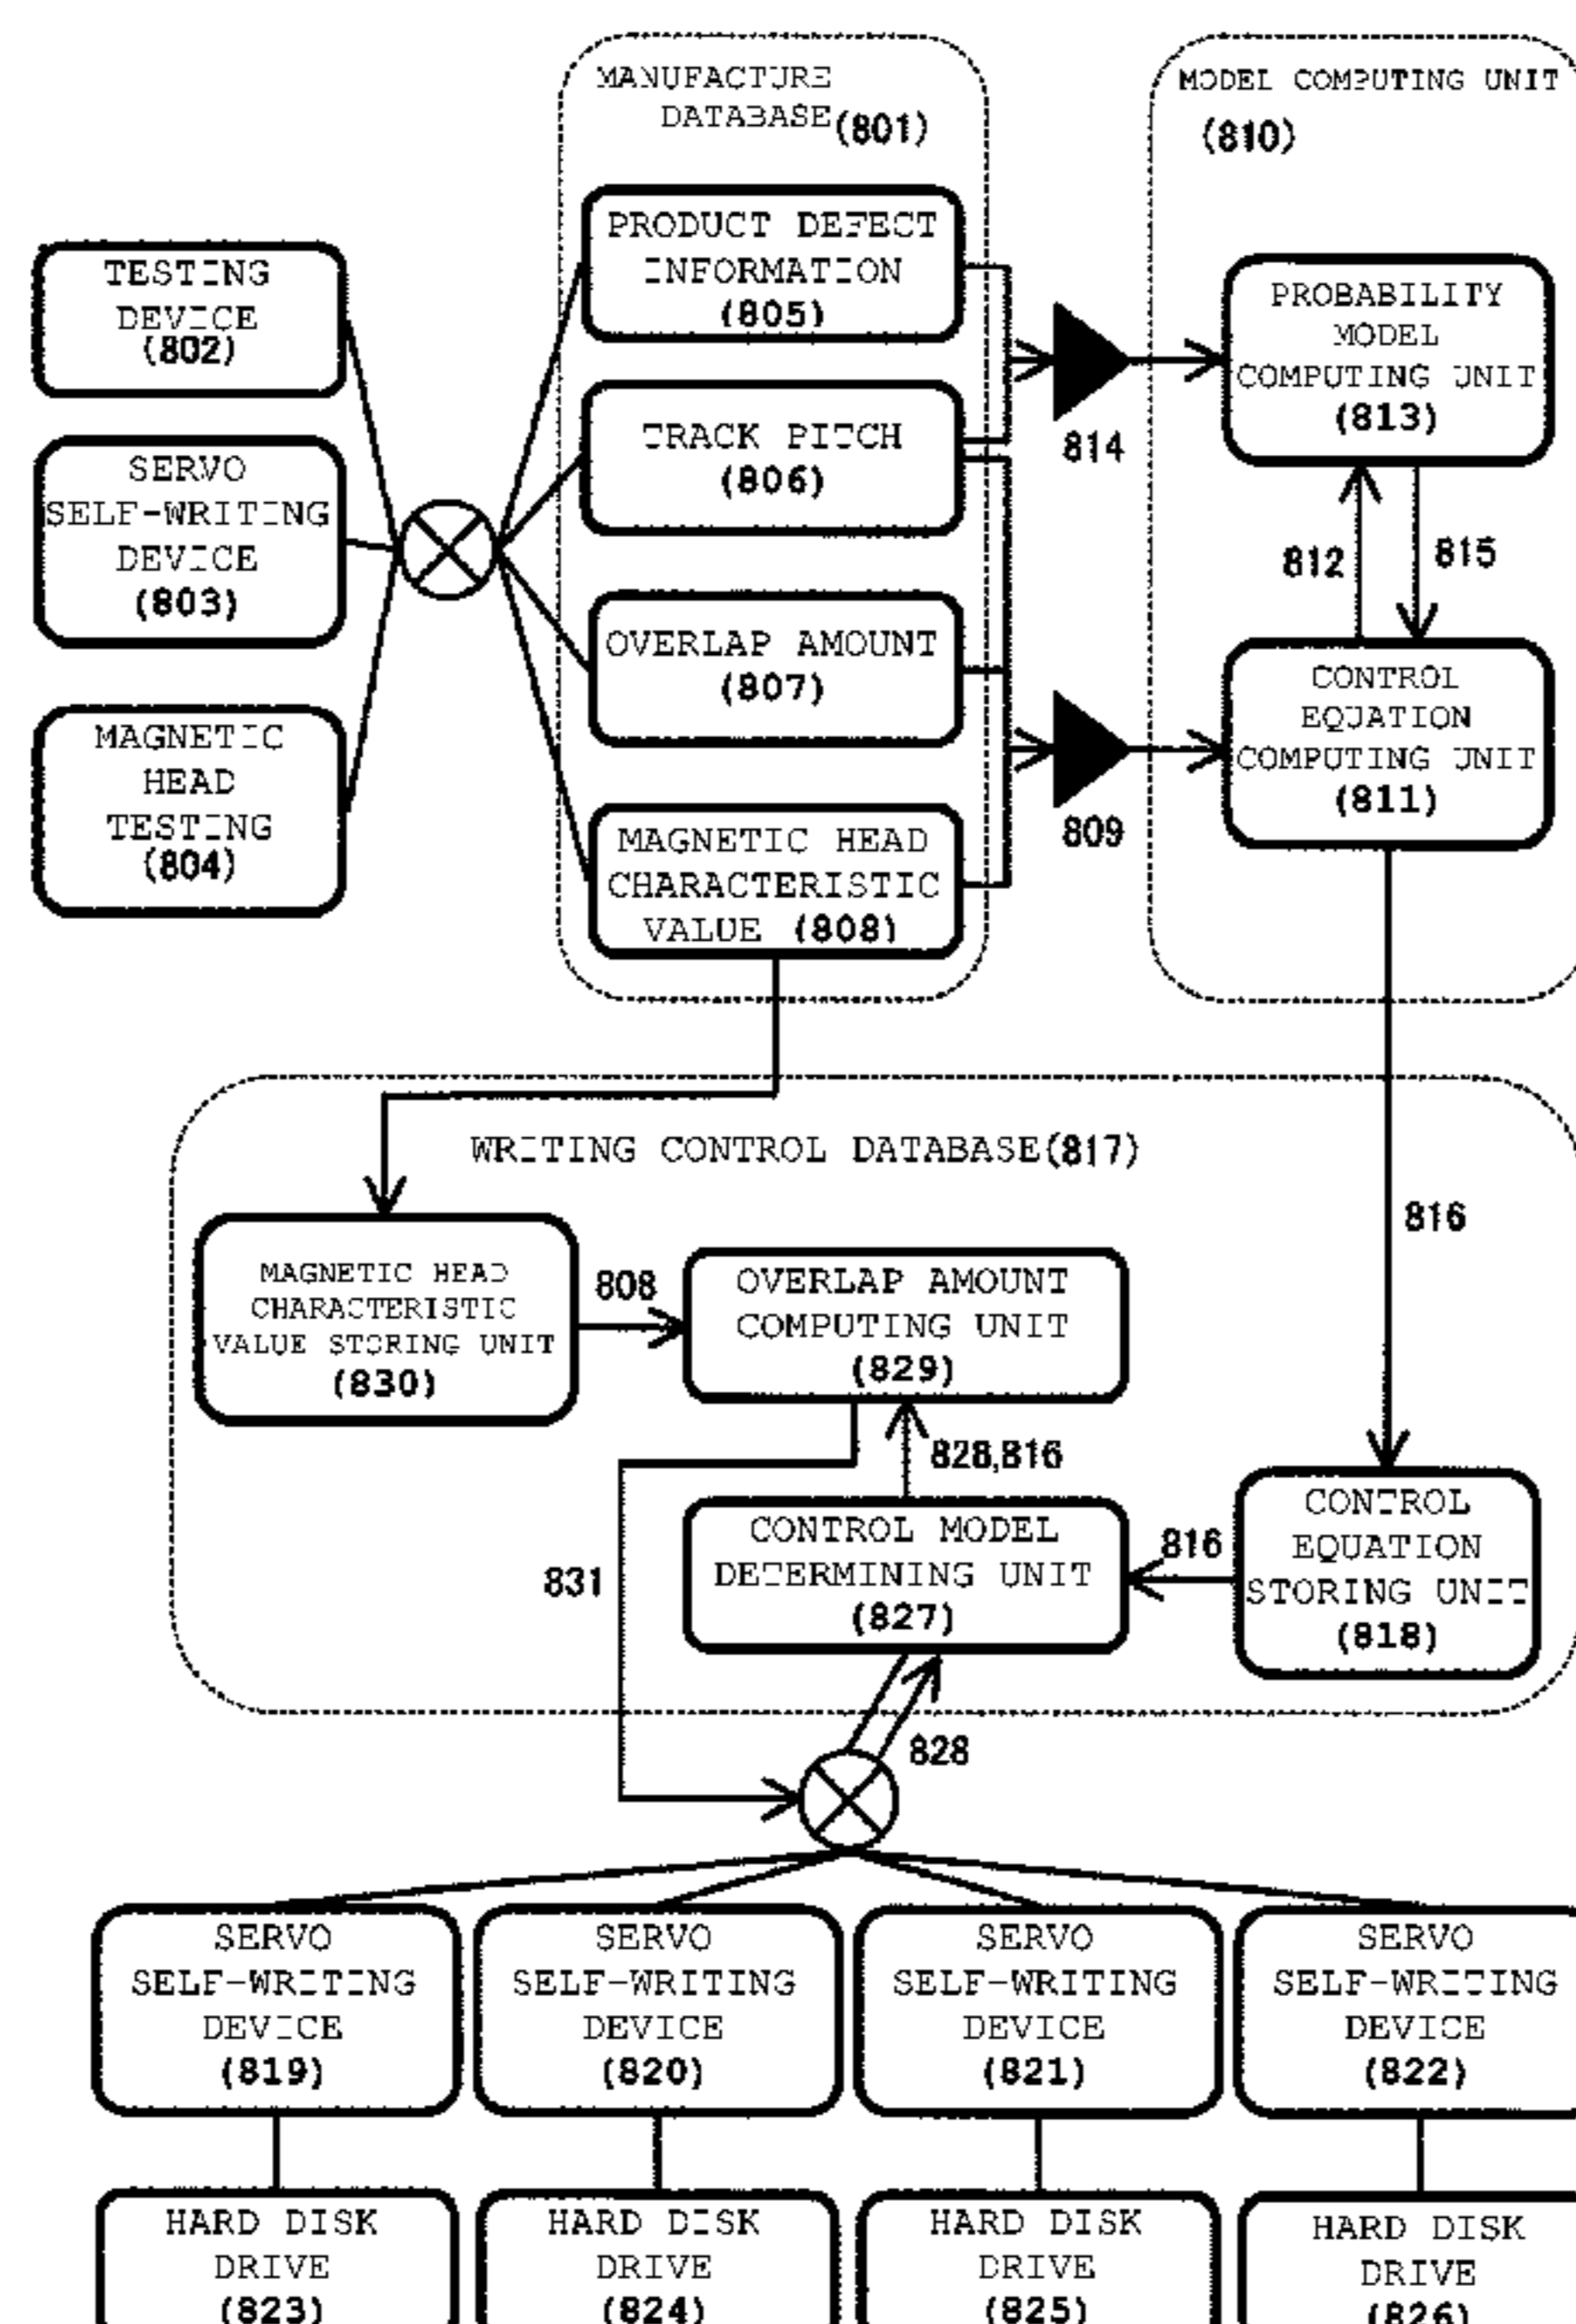 MANUFACTURE
DATABASE(801)
MODEL COMPUTING UNIT
(810)
TESTING
DEVICE
(802)
SERVO
SELF-WRITING
DEVICE
(803)
MAGNETIC
HEAD
TESTING
(804)
PRODUCT DEFECT
INFORMATION
(805)
TRACK PITCH
(806)
OVERLAP AMOUNT
(807)
MAGNETIC HEAD
CHARACTERISTIC
VALUE (808)
814
809
PROBABILITY
MODEL
COMPUTING UNIT
(813)
812
815
CONTROL
EQUATION
COMPUTING UNIT
(811)
816
WRITING CONTROL DATABASE(817)
MAGNETIC HEAD
CHARACTERISTIC
VALUE STORING UNIT
(830)
808
OVERLAP AMOUNT
COMPUTING UNIT
(829)
828,816
CONTROL MODEL
DETERMINING UNIT
(827)
816
CONTROL
EQUATION
STORING UNIT
(818)
831
828
SERVO
SELF-WRITING
DEVICE
(819)
SERVO
SELF-WRITING
DEVICE
(820)
SERVO
SELF-WRITING
DEVICE
(821)
SERVO
SELF-WRITING
DEVICE
(822)
HARD DISK
DRIVE
(823)
HARD DISK
DRIVE
(824)
HARD DISK
DRIVE
(825)
HARD DISK
DRIVE
(826)